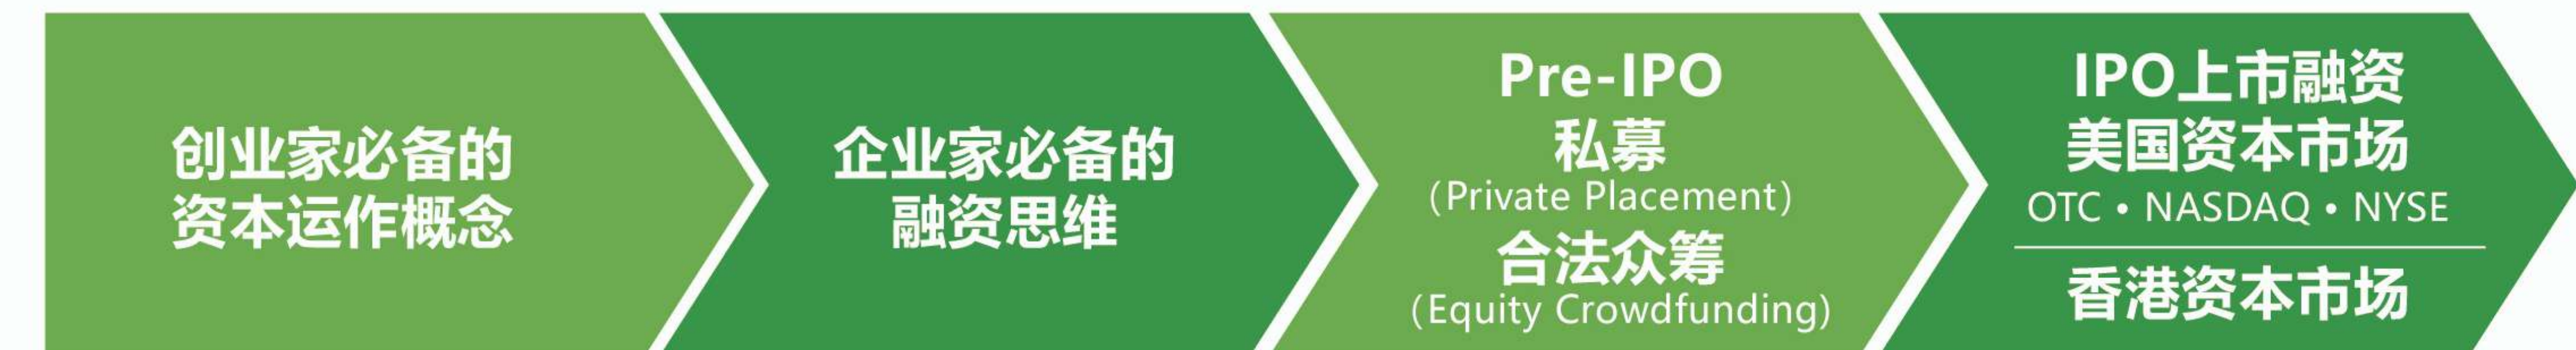 创业家必备的
资本运作概念
企业家必备的
融资思维
Pre-IPO
私募
（Private Placement）
合法众筹
（Equity Crowdfunding）
IPO上市融资
美国资本市场
OTC • NASDAQ • NYSE
香港资本市场